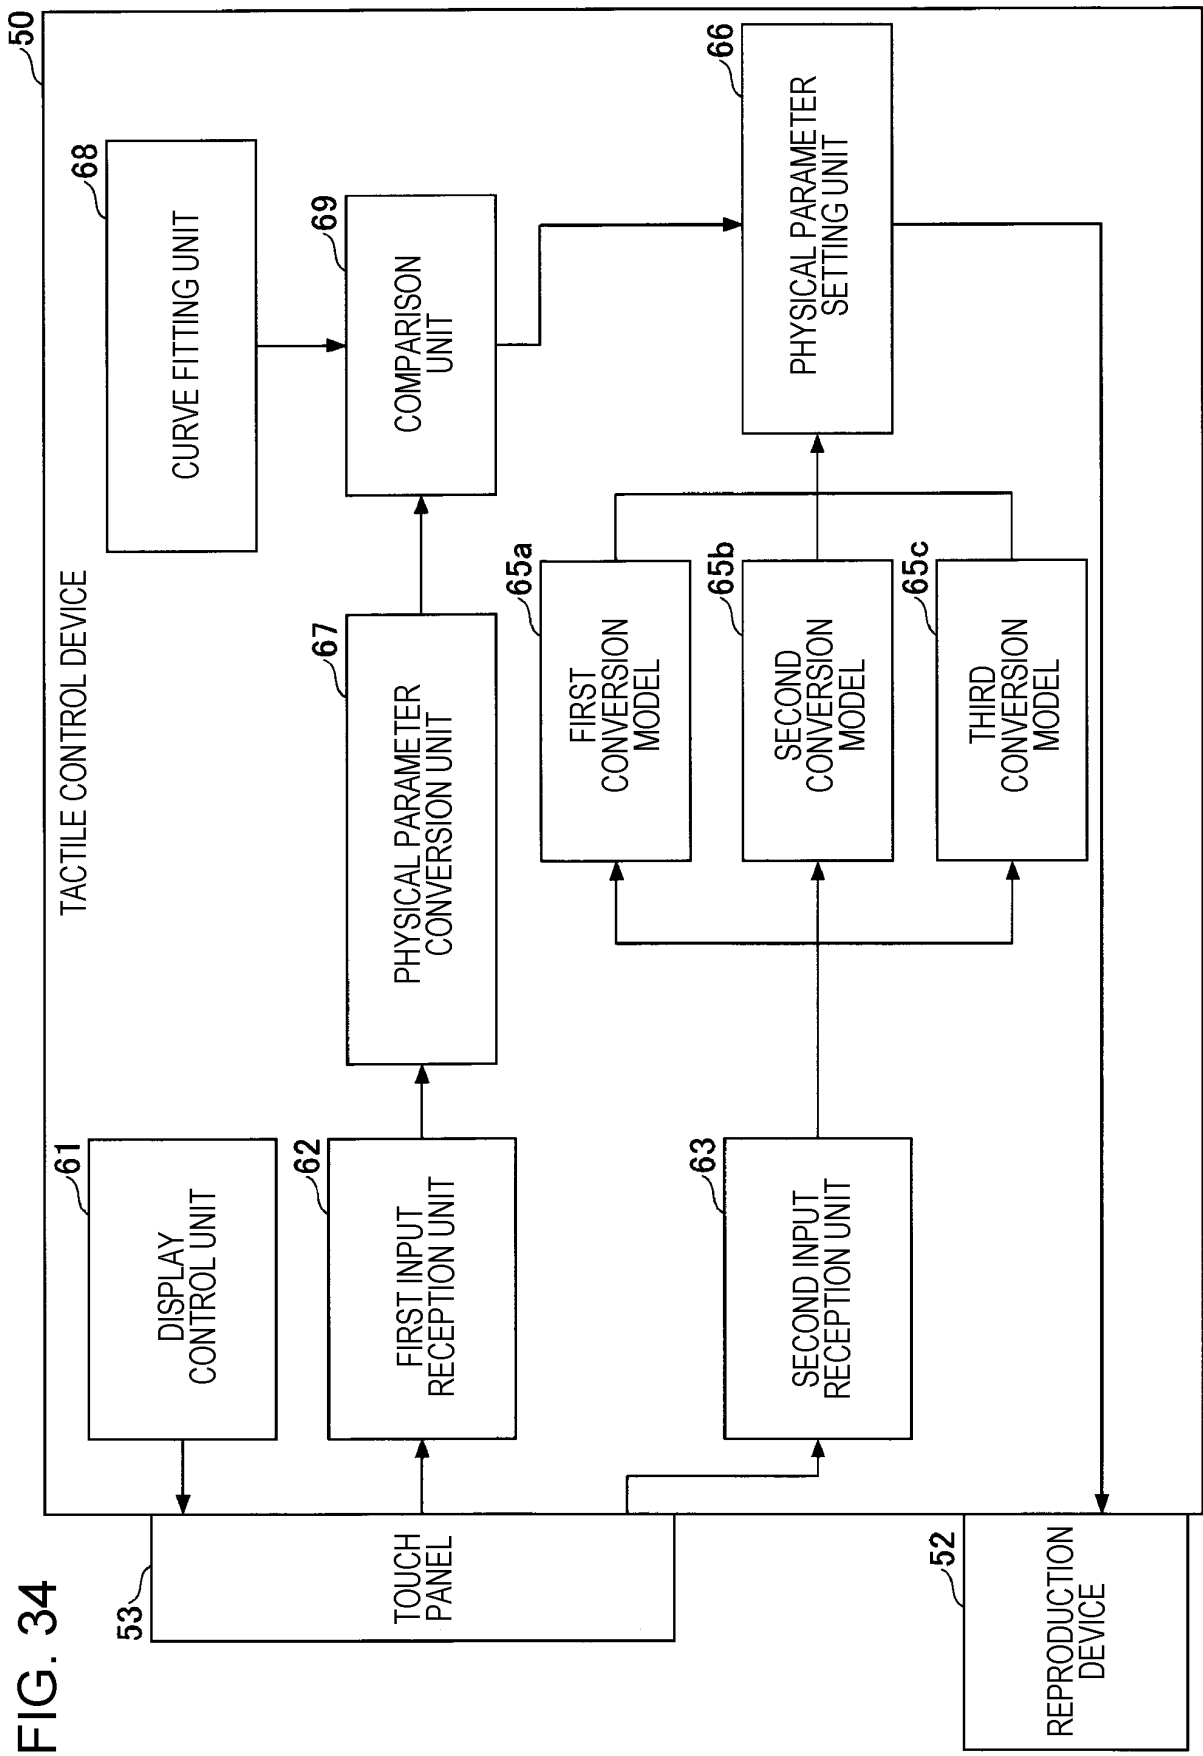 FIG. 34
50
TACTILE CONTROL DEVICE
53
TOUCH
PANEL
61
DISPLAY
CONTROL UNIT
68
CURVE FITTING UNIT
62
FIRST INPUT
RECEPTION UNIT
67
PHYSICAL PARAMETER
CONVERSION UNIT
69
COMPARISON
UNIT
63
SECOND INPUT
RECEPTION UNIT
65a
FIRST
CONVERSION
MODEL
65b
SECOND
CONVERSION
MODEL
65c
THIRD
CONVERSION
MODEL
66
PHYSICAL PARAMETER
SETTING UNIT
52
REPRODUCTION
DEVICE